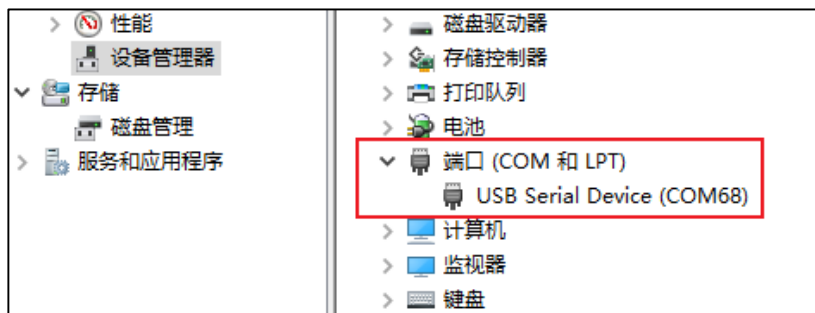 性能
设备管理器
存储
磁盘管理
服务和应用程序
磁盘驱动器
存储控制器
打印队列
电池
端口 (COM 和 LPT)
USB Serial Device (COM68)
计算机
监视器
键盘